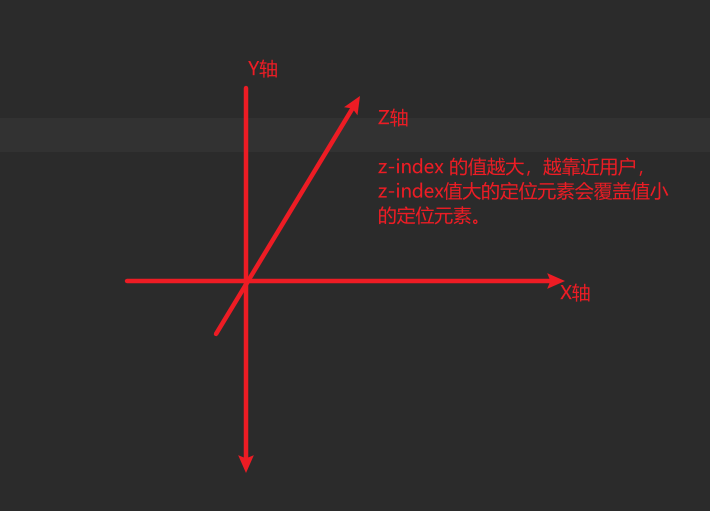 Y轴
Z轴
z-index 的值越大，越靠近用户，
z-index值大的定位元素会覆盖值小
的定位元素。
X轴